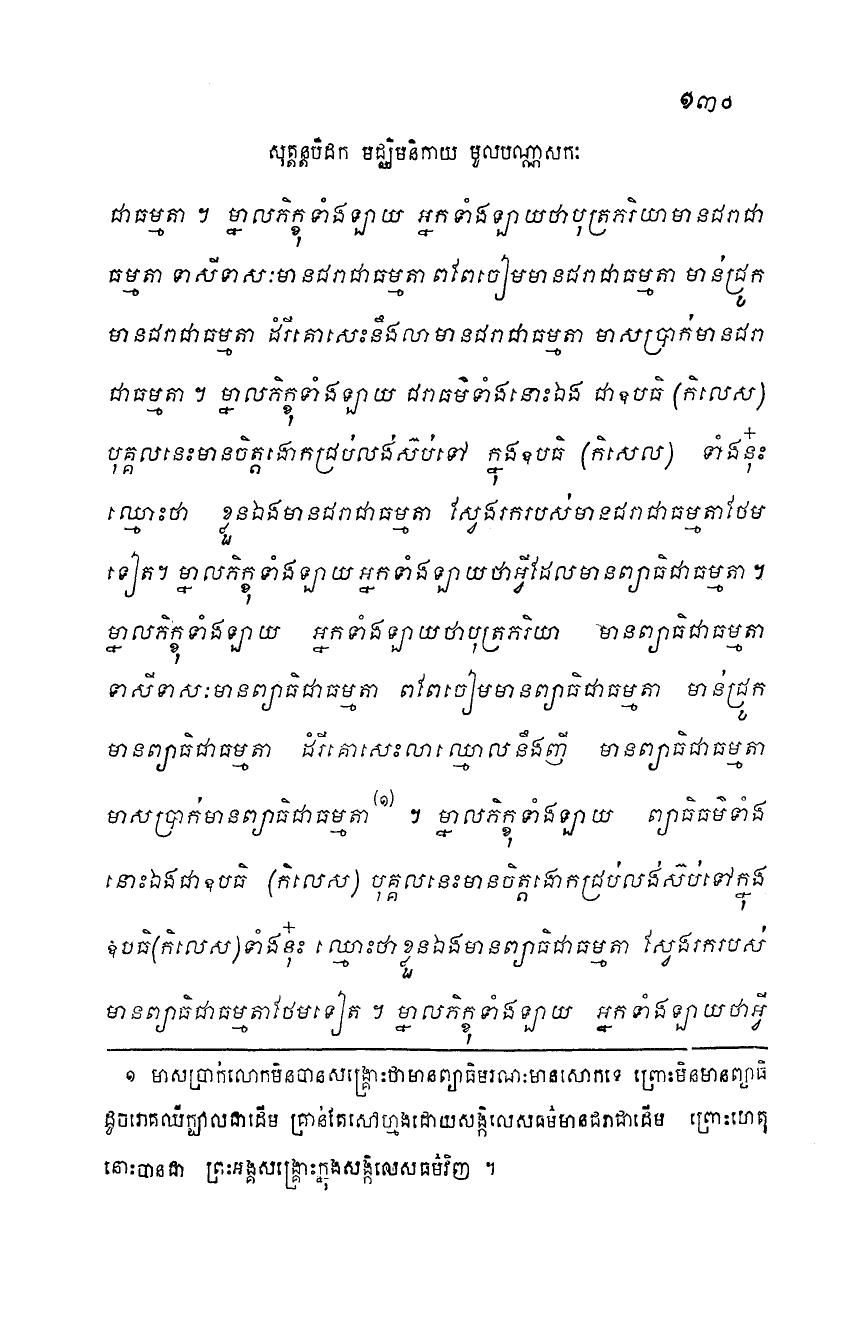 ១៣០
សុត្តន្តបិដក មជ្ឈិមនិកាយ មូលបណ្ណាសកៈ
ជាធម្មតា ។ ម្នាលភិក្ខុទាំងឡាយ អ្នកទាំងឡាយថាបុត្រភរិយាមានជរាជា
ធម្មតា ទាសីទាសៈមានជរាជាធម្មតា ពពែចៀមមានជរាជាធម្មតា មាន់ជ្រូក
មានជរាជាធម្មតា ដំរីគោសេះនឹងលាមានជរាជាធម្មតា មាសប្រាក់មានជរា
ជាធម្មតា ។ ម្នាលភិក្ខុទាំងឡាយ ជរាធម៌ទាំងនោះឯង ជាឧបធិ (កិលេស)
បុគ្គលនេះមានចិត្តងោកជ្រប់លង់ស៊ប់ទៅ ក្នុងឧបធិ (កិសេល) ទាំងនុ៎ះ
ឈ្មោះថា ខ្លួនឯងមានជរាជាធម្មតា ស្វែងរករបស់មានជរាជាធម្មតាថែម
ទៀត។ ម្នាលភិក្ខុទាំងឡាយ អ្នកទាំងឡាយថាអ្វីដែលមានព្យាធិជាធម្មតា ។
ម្នាលភិក្ខុទាំងឡាយ អ្នកទាំងឡាយថាបុត្រភរិយា មានព្យាធិជាធម្មតា
ទាសីទាសៈមានព្យាធិជាធម្មតា ពពែចៀមមានព្យាធិជាធម្មតា មាន់ជ្រូក
មានព្យាធិជាធម្មតា ដំរីគោសេះលាឈ្មោលនឹងញី មានព្យាធិជាធម្មតា
មាសប្រាក់មានព្យាធិជាធម្មតា(១) ។ ម្នាលភិក្ខុទាំងឡាយ ព្យាធិធម៌ទាំង
នោះឯងជាឧបធិ (កិលេស) បុគ្គលនេះមានចិត្តងោកជ្រប់លង់ស៊ប់ទៅក្នុង
ឧបធិ(កិលេស)ទាំងនុ៎ះ ឈ្មោះថាខ្លួនឯងមានព្យាធិជាធម្មតា ស្វែងរករបស់
មានព្យាធិជាធម្មតាថែមទៀត ។ ម្នាលភិក្ខុទាំងឡាយ អ្នកទាំងឡាយថាអ្វី
១ មាសប្រាក់លោកមិនបានសង្គ្រោះថាមានព្យាធិមរណៈមានសោកទេ ព្រោះមិនមានព្យាធិ
ដូចរោគឈឺក្បាលជាដើម គ្រាន់តែសៅហ្មងដោយសង្កិលេសធម៌មានជរាជាដើម ព្រោះហេតុ
នោះបានជា ព្រះអង្គសង្គ្រោះក្នុងសង្កិលេសធម៌វិញ ។